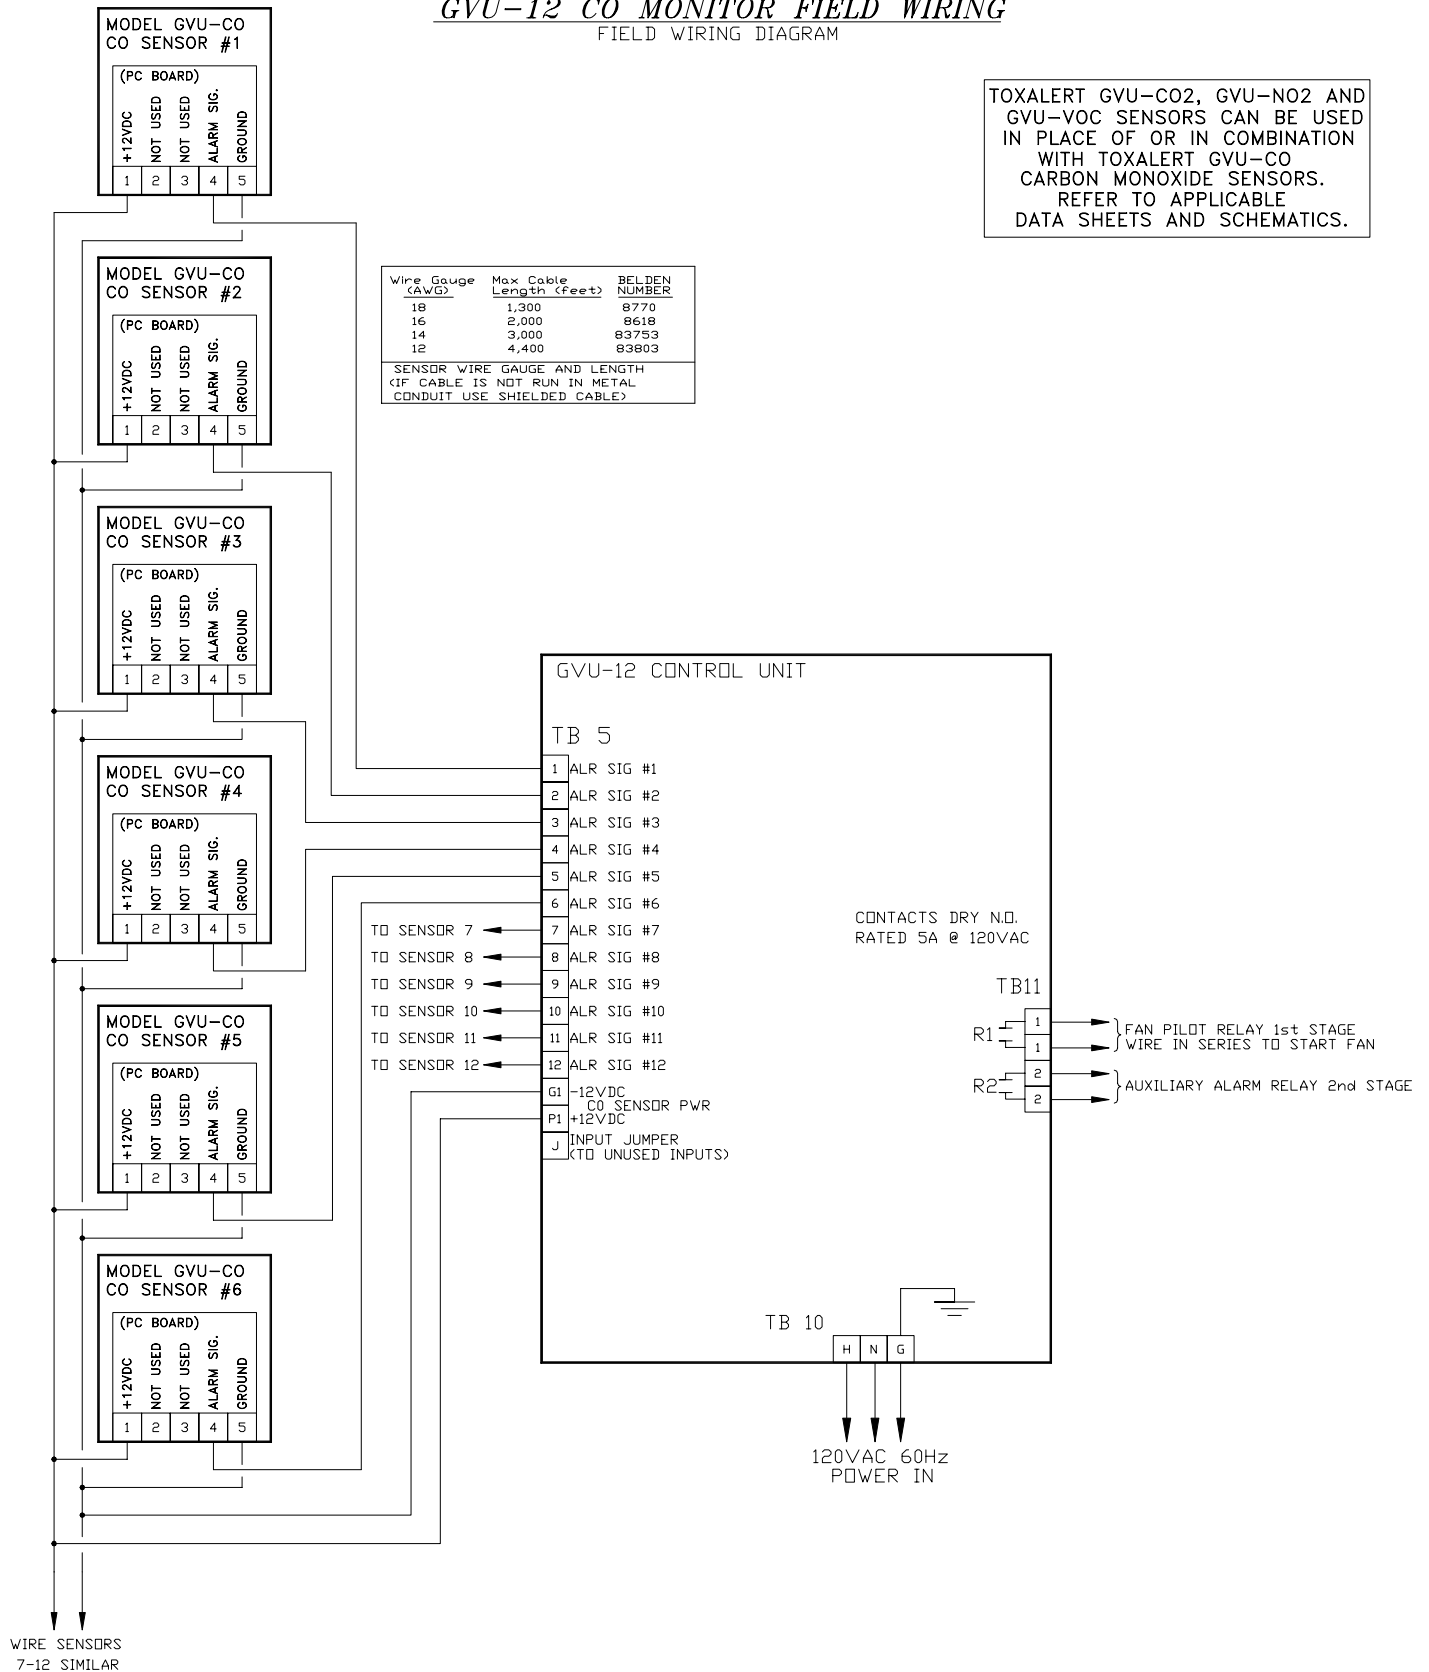 GVU-12 CO MONITOR FIELD WIRING
FIELD WIRING DIAGRAM
TOXALERT GVU-CO2, GVU-NO2 AND
GVU-VOC SENSORS CAN BE USED
IN PLACE OF OR IN COMBINATION
WITH TOXALERT GVU-CO
CARBON MONOXIDE SENSORS.
REFER TO APPLICABLE
DATA SHEETS AND SCHEMATICS.
MODEL GVU-CO
CO SENSOR #1
(PC BOARD)
+12VDC
NOT USED
NOT USED
ALARM SIG.
GROUND
1 2 3 4 5
MODEL GVU-CO
CO SENSOR #2
(PC BOARD)
+12VDC
NOT USED
NOT USED
ALARM SIG.
GROUND
1 2 3 4 5
Wire Gauge Max Cable BELDEN
(AWG) Length (feet) NUMBER
18 1,300 8770
16 2,000 8618
14 3,000 83753
12 4,400 83803
SENSOR WIRE GAUGE AND LENGTH
(IF CABLE IS NOT RUN IN METAL
CONDUIT USE SHIELDED CABLE)
MODEL GVU-CO
CO SENSOR #3
(PC BOARD)
+12VDC
NOT USED
NOT USED
ALARM SIG.
GROUND
1 2 3 4 5
MODEL GVU-CO
CO SENSOR #4
(PC BOARD)
+12VDC
NOT USED
NOT USED
ALARM SIG.
GROUND
1 2 3 4 5
MODEL GVU-CO
CO SENSOR #5
(PC BOARD)
+12VDC
NOT USED
NOT USED
ALARM SIG.
GROUND
1 2 3 4 5
MODEL GVU-CO
CO SENSOR #6
(PC BOARD)
+12VDC
NOT USED
NOT USED
ALARM SIG.
GROUND
1 2 3 4 5
WIRE SENSORS
7-12 SIMILAR
GVU-12 CONTROL UNIT
TB 5
1 ALR SIG #1
2 ALR SIG #2
3 ALR SIG #3
4 ALR SIG #4
5 ALR SIG #5
6 ALR SIG #6
TO SENSOR 7 7 ALR SIG #7
TO SENSOR 8 8 ALR SIG #8
TO SENSOR 9 9 ALR SIG #9
TO SENSOR 10 10 ALR SIG #10
TO SENSOR 11 11 ALR SIG #11
TO SENSOR 12 12 ALR SIG #12
G1 -12VDC
CO SENSOR PWR
P1 +12VDC
J INPUT JUMPER
(TO UNUSED INPUTS)
CONTACTS DRY N.O.
RATED 5A @ 120VAC
TB11
R1
1
1
FAN PILOT RELAY 1st STAGE
WIRE IN SERIES TO START FAN
R2
2
2
AUXILIARY ALARM RELAY 2nd STAGE
TB 10
H N G
120VAC 60Hz
POWER IN